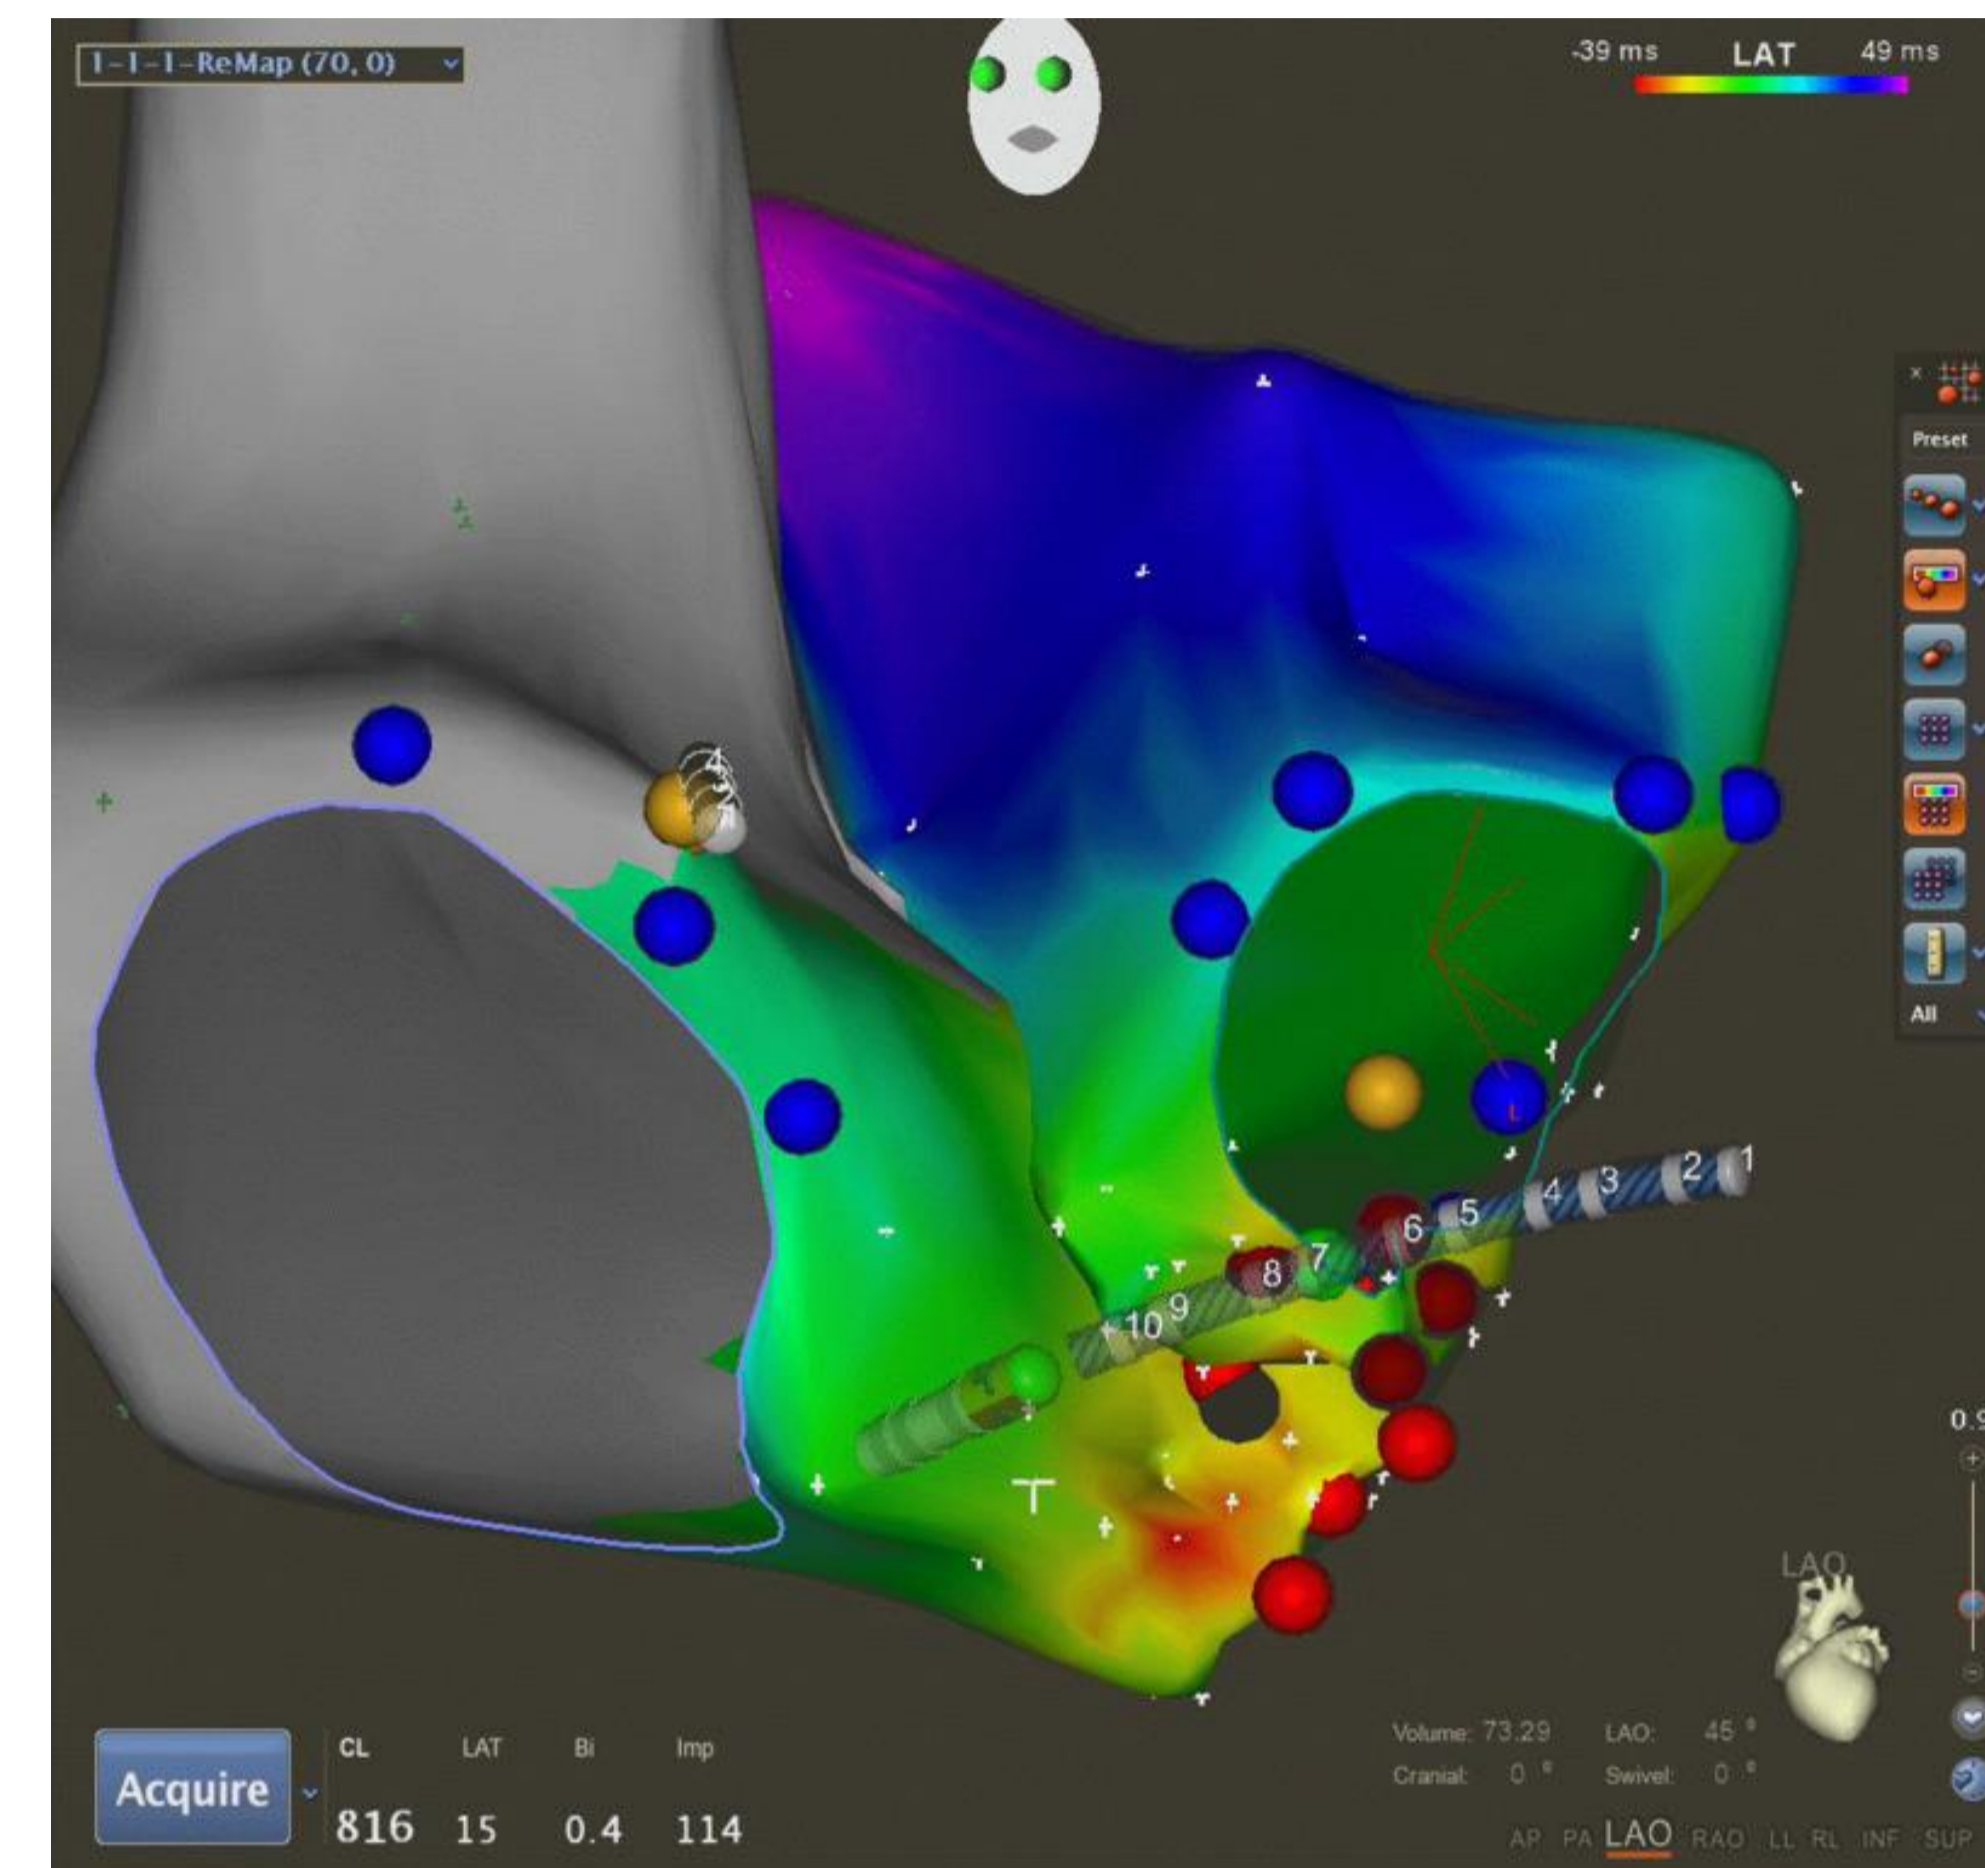 1-1-1-ReMap (70, 0)
-39 ms LAT 49 ms
Preset
4
3
2
L
1
2
3
4
5
6
7
8
9
10
All
LAO
Acquire
CL LAT Bi Imp
816 15 0.4 114
Volume: 73.29 LAO: 45 °
Cranial: 0 ° Swivel: 0 °
AP PA LAO RAO LL RL INF SUP